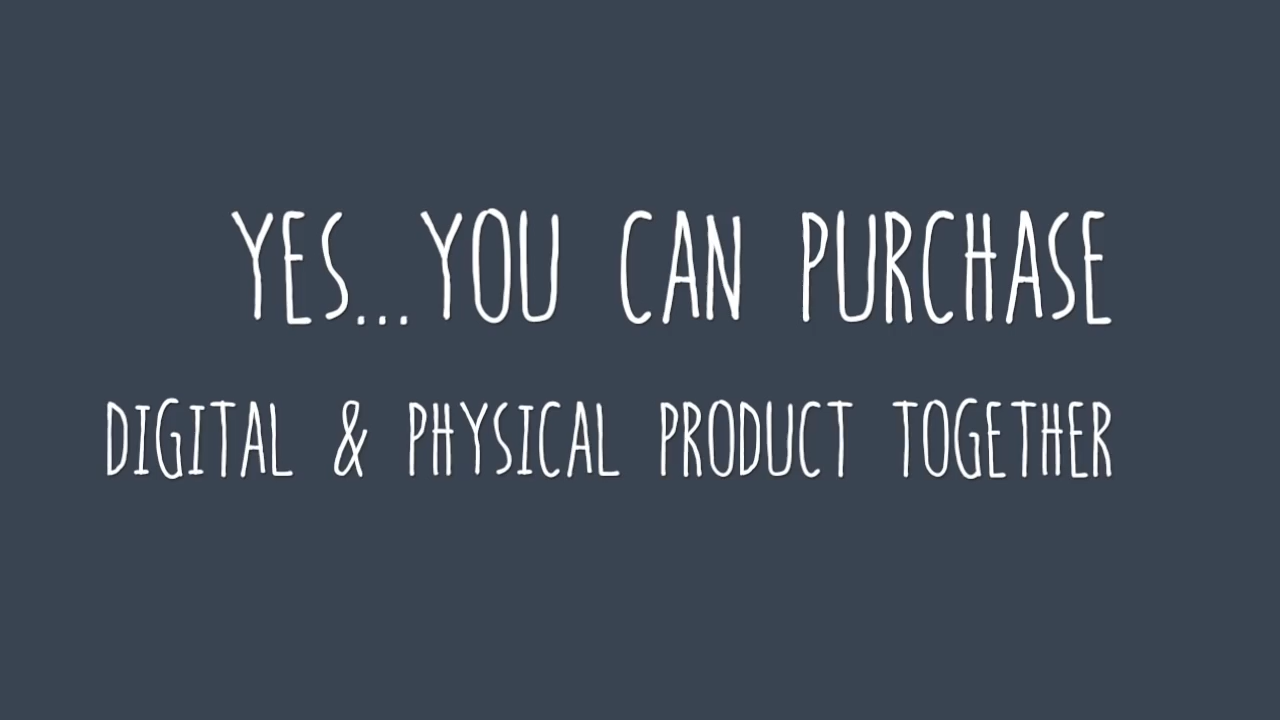 YES...YOU CAN PURCHASE
DIGITAL & PHYSICAL PRODUCT TOGETHER